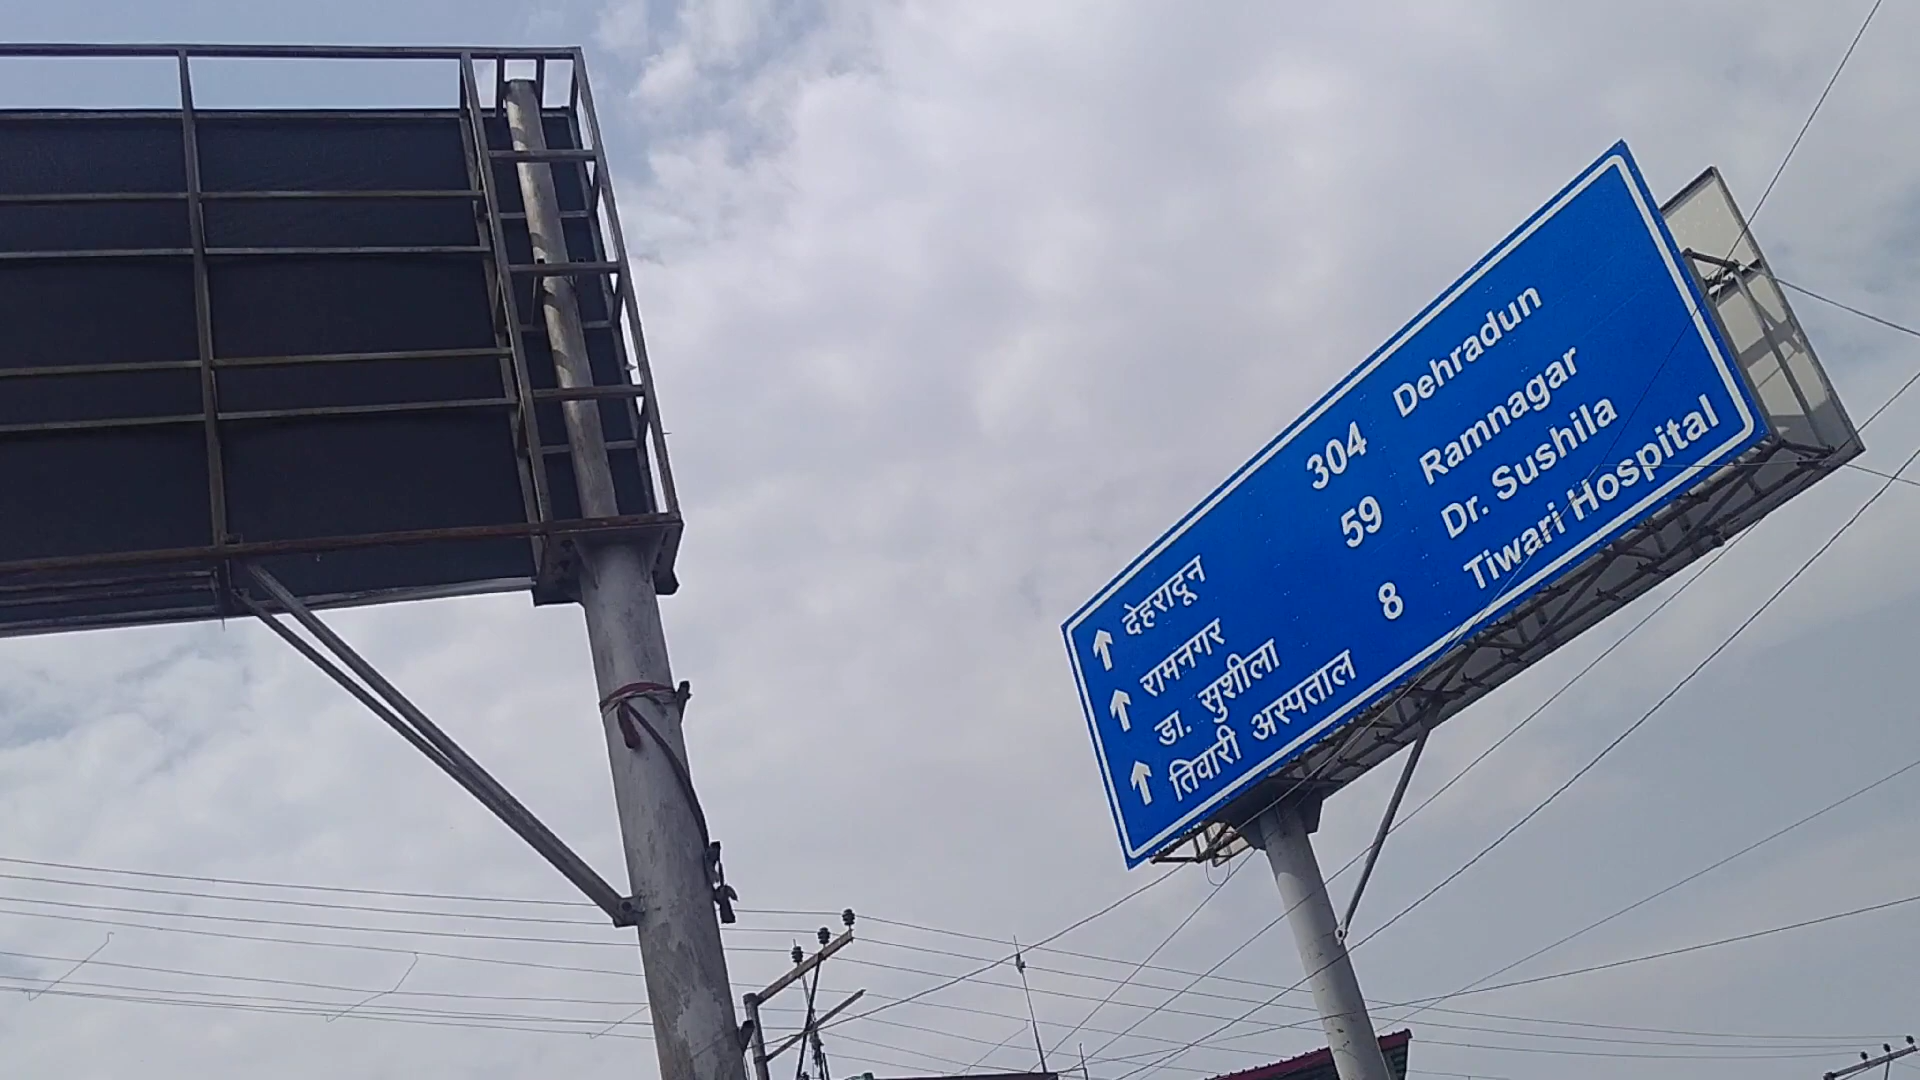 देहरादून 304 Dehradun
रामनगर 59 Ramnagar
डा. सुशीला Dr. Sushila
तिवारी अस्पताल 8 Tiwari Hospital